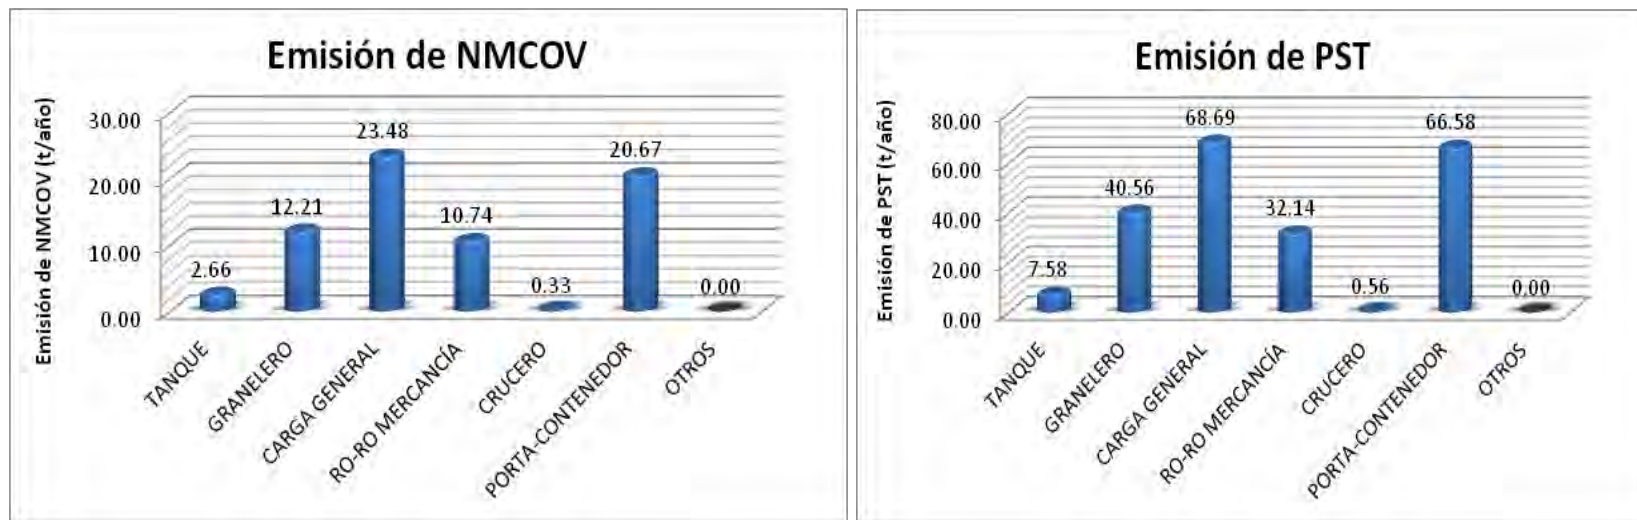 Emisión de NMCOV
Emisión de NMCOV (t/año)
30.00
20.00
10.00
0.00
2.66
12.21
23.48
10.74
0.33
20.67
0.00
TANQUE
GRANELERO
CARGA GENERAL
RO-RO MERCANCÍA
CRUCERO
PORTA-CONTENEDOR
OTROS
Emisión de PST
Emisión de PST (t/año)
80.00
60.00
40.00
20.00
0.00
7.58
40.56
68.69
32.14
0.56
66.58
0.00
TANQUE
GRANELERO
CARGA GENERAL
RO-RO MERCANCÍA
CRUCERO
PORTA-CONTENEDOR
OTROS